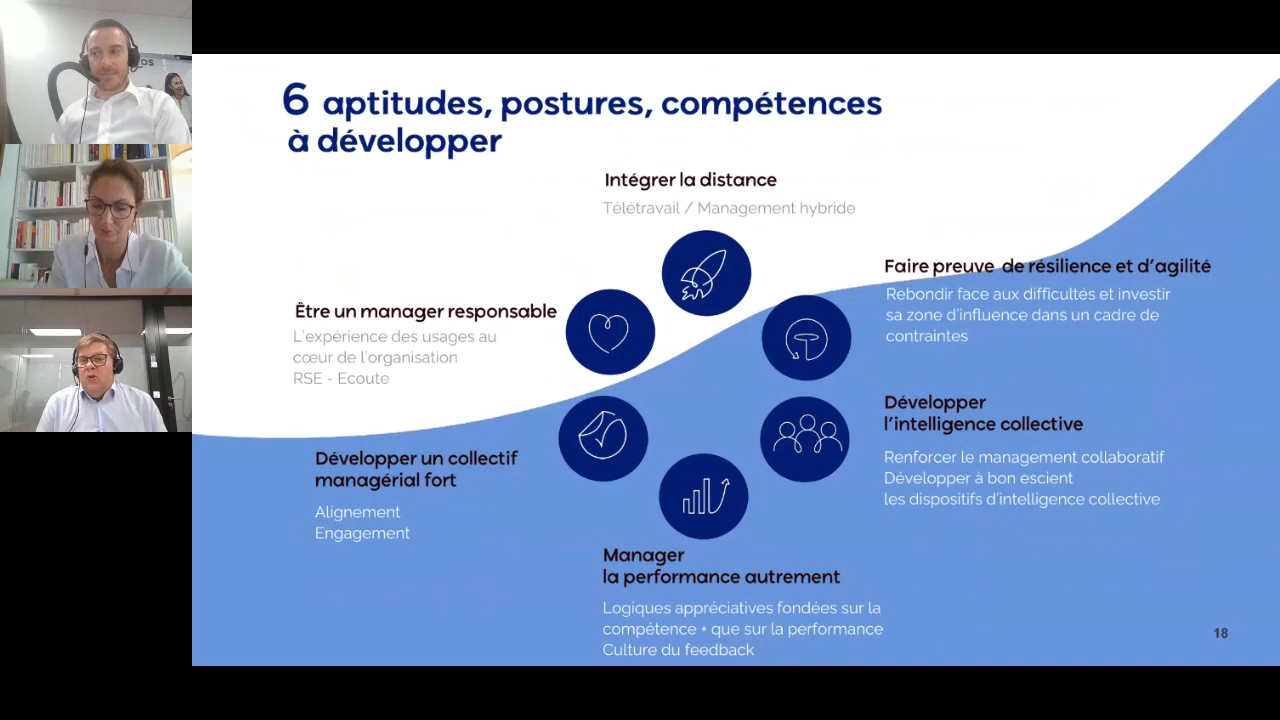 os
6 aptitudes, postures, compétences
à développer
Intégrer la distance
Télétravail / Management hybride
Faire preuve de résilience et d'agilité
Rebondir face aux difficultés et investir
sa zone d'influence dans un cadre de
contraintes
Développer
l'intelligence collective
Renforcer le management collaboratif
Développer à bon escient
les dispositifs d'intelligence collective
Manager
la performance autrement
Logiques appréciatives fondées sur la
compétence + que sur la performance
Culture du feedback
Développer un collectif
managérial fort
Alignement
Engagement
Être un manager responsable
L'expérience des usages au
cœur de l'organisation
RSE - Ecoute
18